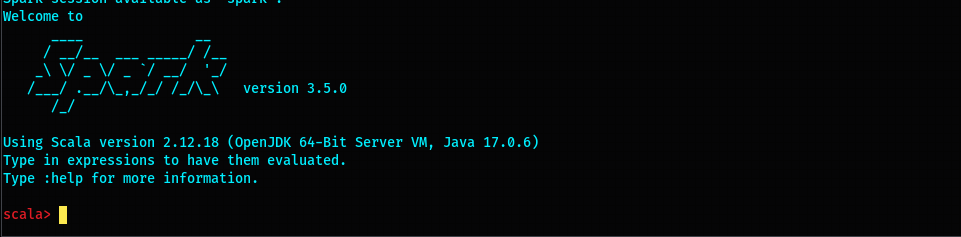 Spark session available as 'spark'.
Welcome to
      ____              __
     / __/__  ___ _____/ /__
    _\ \/ _ \/ _ `/ __/  '_/
   /___/ .__/\_,_/_/ /_/\_\   version 3.5.0
      /_/
Using Scala version 2.12.18 (OpenJDK 64-Bit Server VM, Java 17.0.6)
Type in expressions to have them evaluated.
Type :help for more information.
scala>